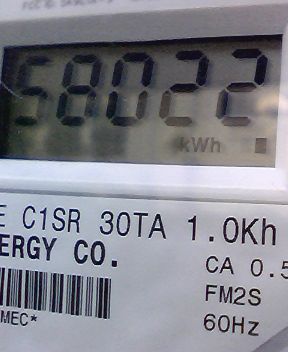 58022
kWh
E C1SR 30TA 1.0Kh
ERGY CO.
CA 0.5
FM2S
MEC*
60Hz